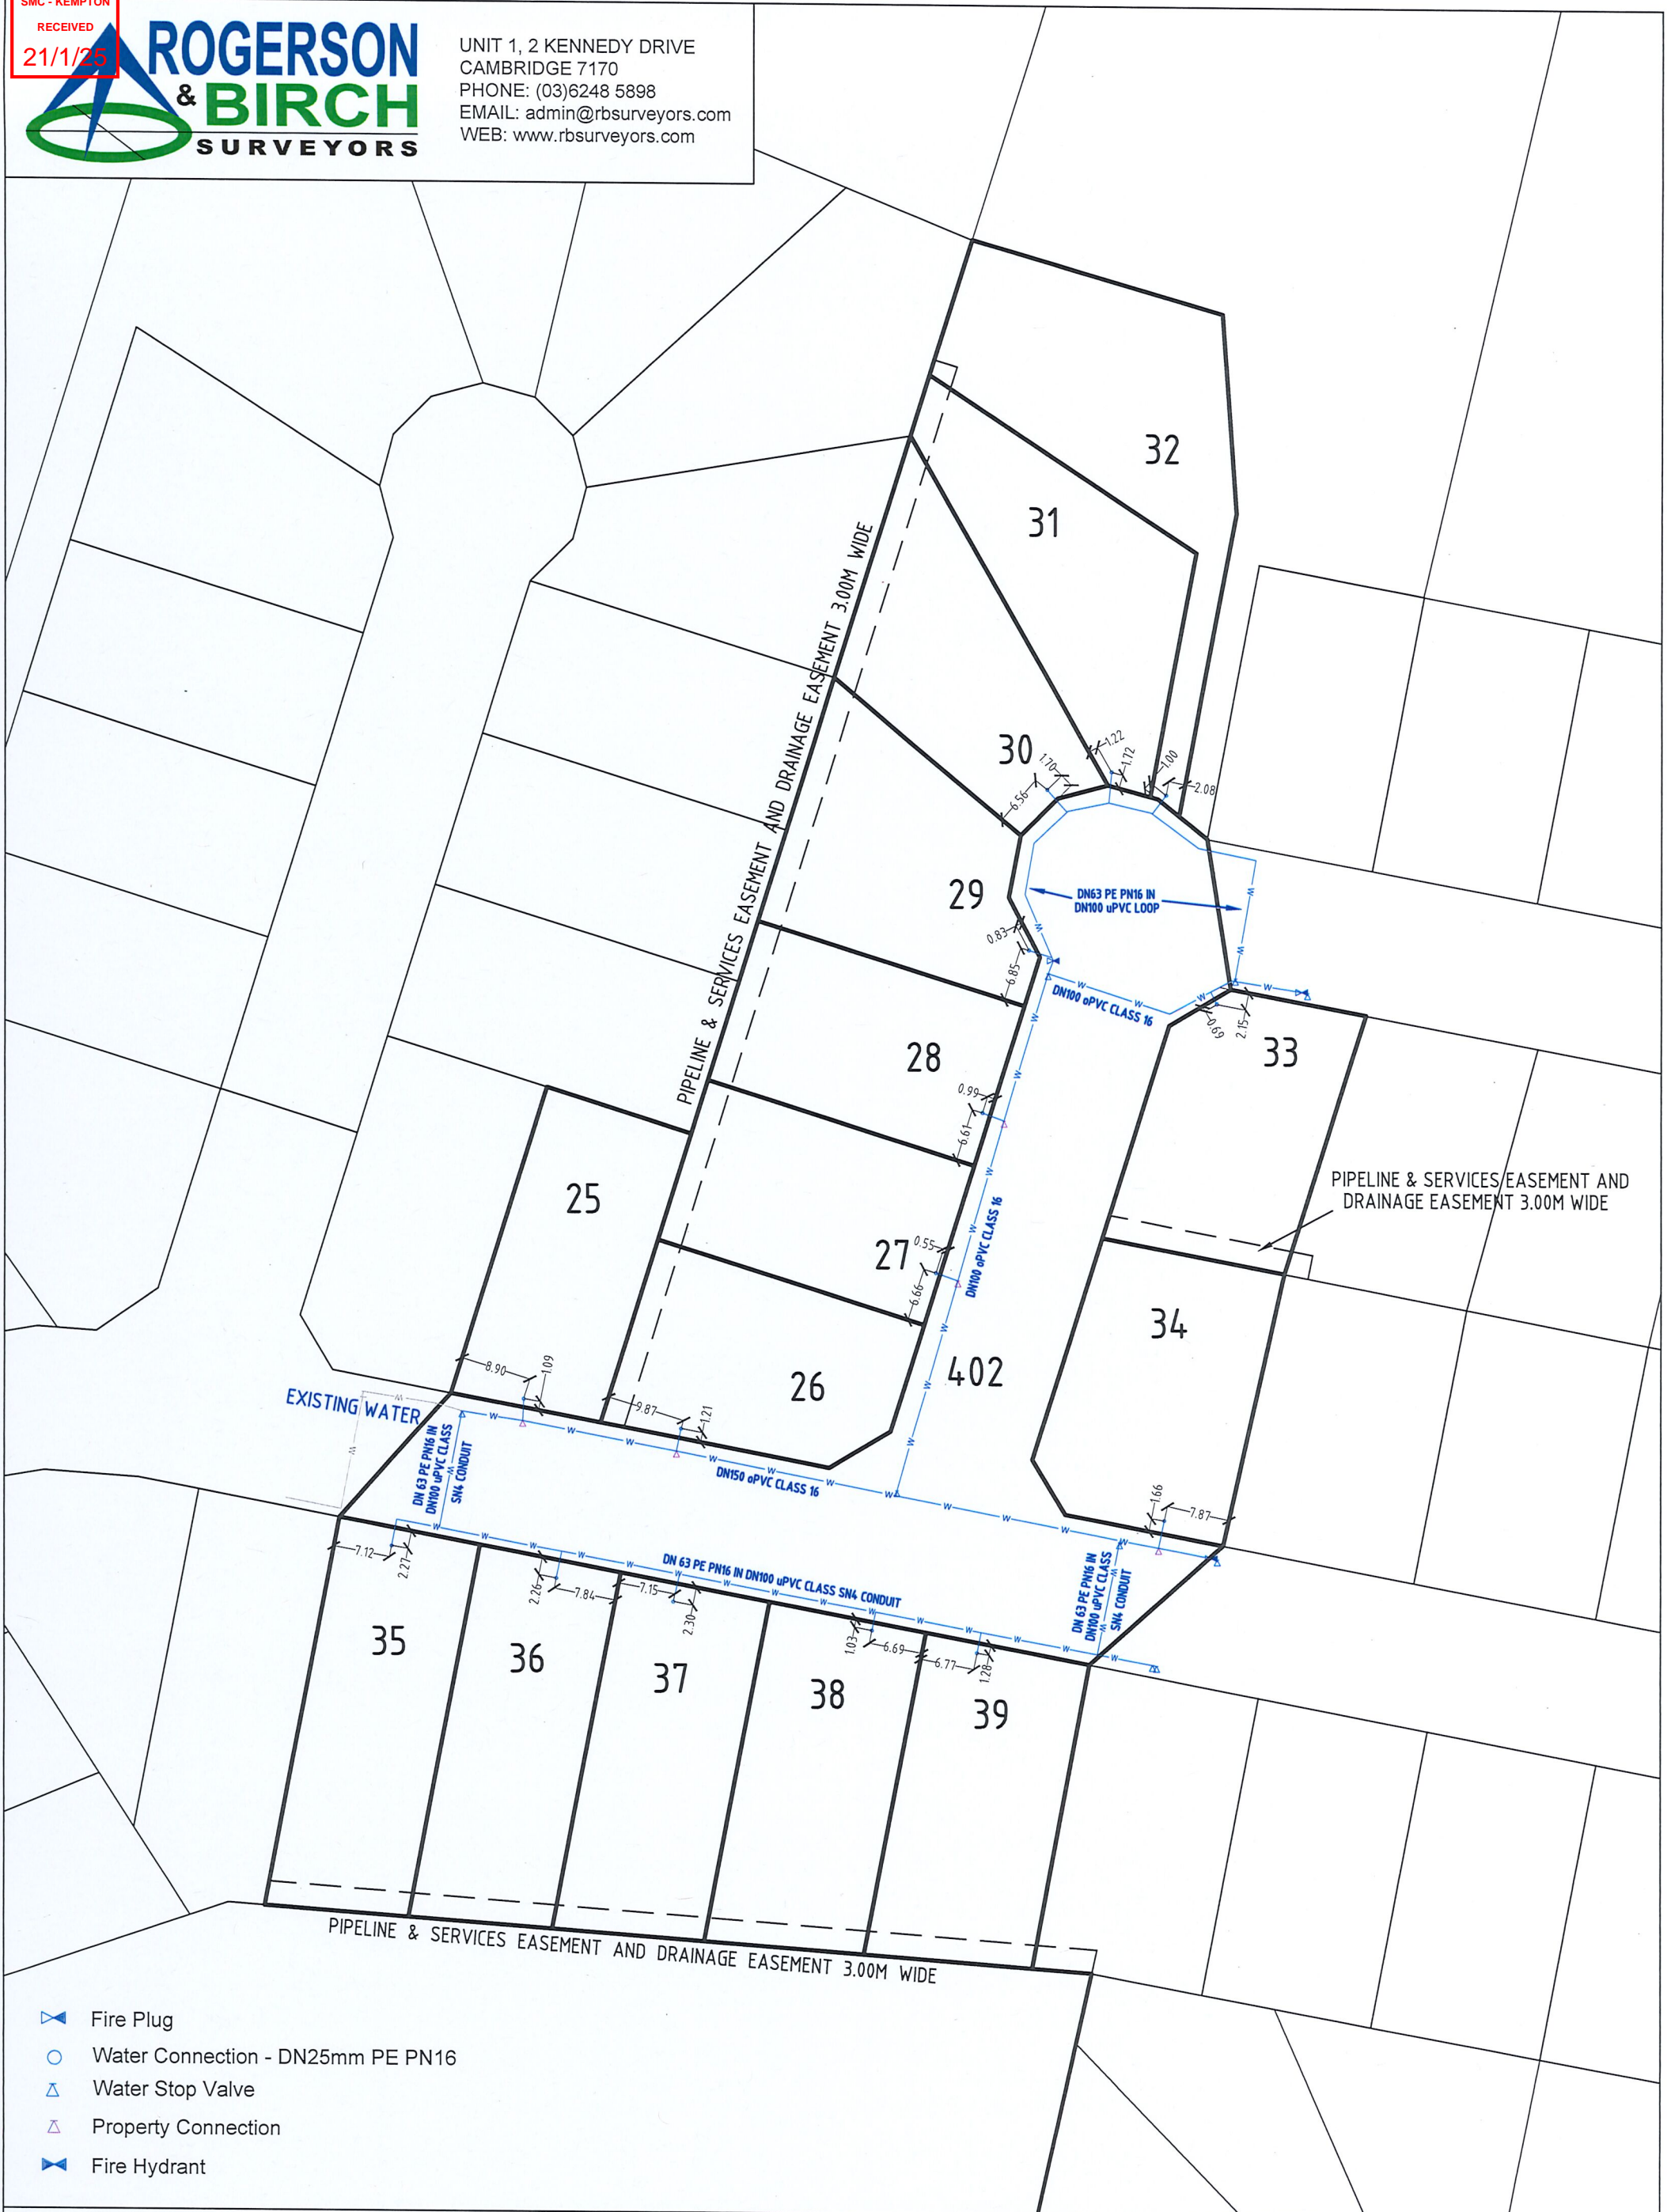 SMC - KEMPTON
RECEIVED
21/1/25
ROGERSON
& BIRCH
SURVEYORS
UNIT 1, 2 KENNEDY DRIVE
CAMBRIDGE 7170
PHONE: (03)6248 5898
EMAIL: admin@rbsurveyors.com
WEB: www.rbsurveyors.com
32
31
PIPELINE & SERVICES EASEMENT AND DRAINAGE EASEMENT 3.00M WIDE
30
1.22
1.72
1.70
6.56
1.00
2.08
29
DN63 PE PN16 IN
DN100 uPVC LOOP
0.83
6.85
DN100 oPVC CLASS 16
0.69
2.15
33
28
0.99
6.61
PIPELINE & SERVICES EASEMENT AND
DRAINAGE EASEMENT 3.00M WIDE
25
27
0.55
6.66
DN100 oPVC CLASS 16
34
26
402
8.90
1.09
9.87
1.21
EXISTING WATER
DN 63 PE PN16 IN
DN100 uPVC CLASS
SN4 CONDUIT
DN150 oPVC CLASS 16
1.66
7.87
7.12
2.27
2.26
7.84
7.15
2.30
DN 63 PE PN16 IN DN100 uPVC CLASS SN4 CONDUIT
1.03
6.69
6.77
1.28
DN 63 PE PN16 IN
DN100 uPVC CLASS
SN4 CONDUIT
35
36
37
38
39
PIPELINE & SERVICES EASEMENT AND DRAINAGE EASEMENT 3.00M WIDE
Fire Plug
Water Connection - DN25mm PE PN16
Water Stop Valve
Property Connection
Fire Hydrant